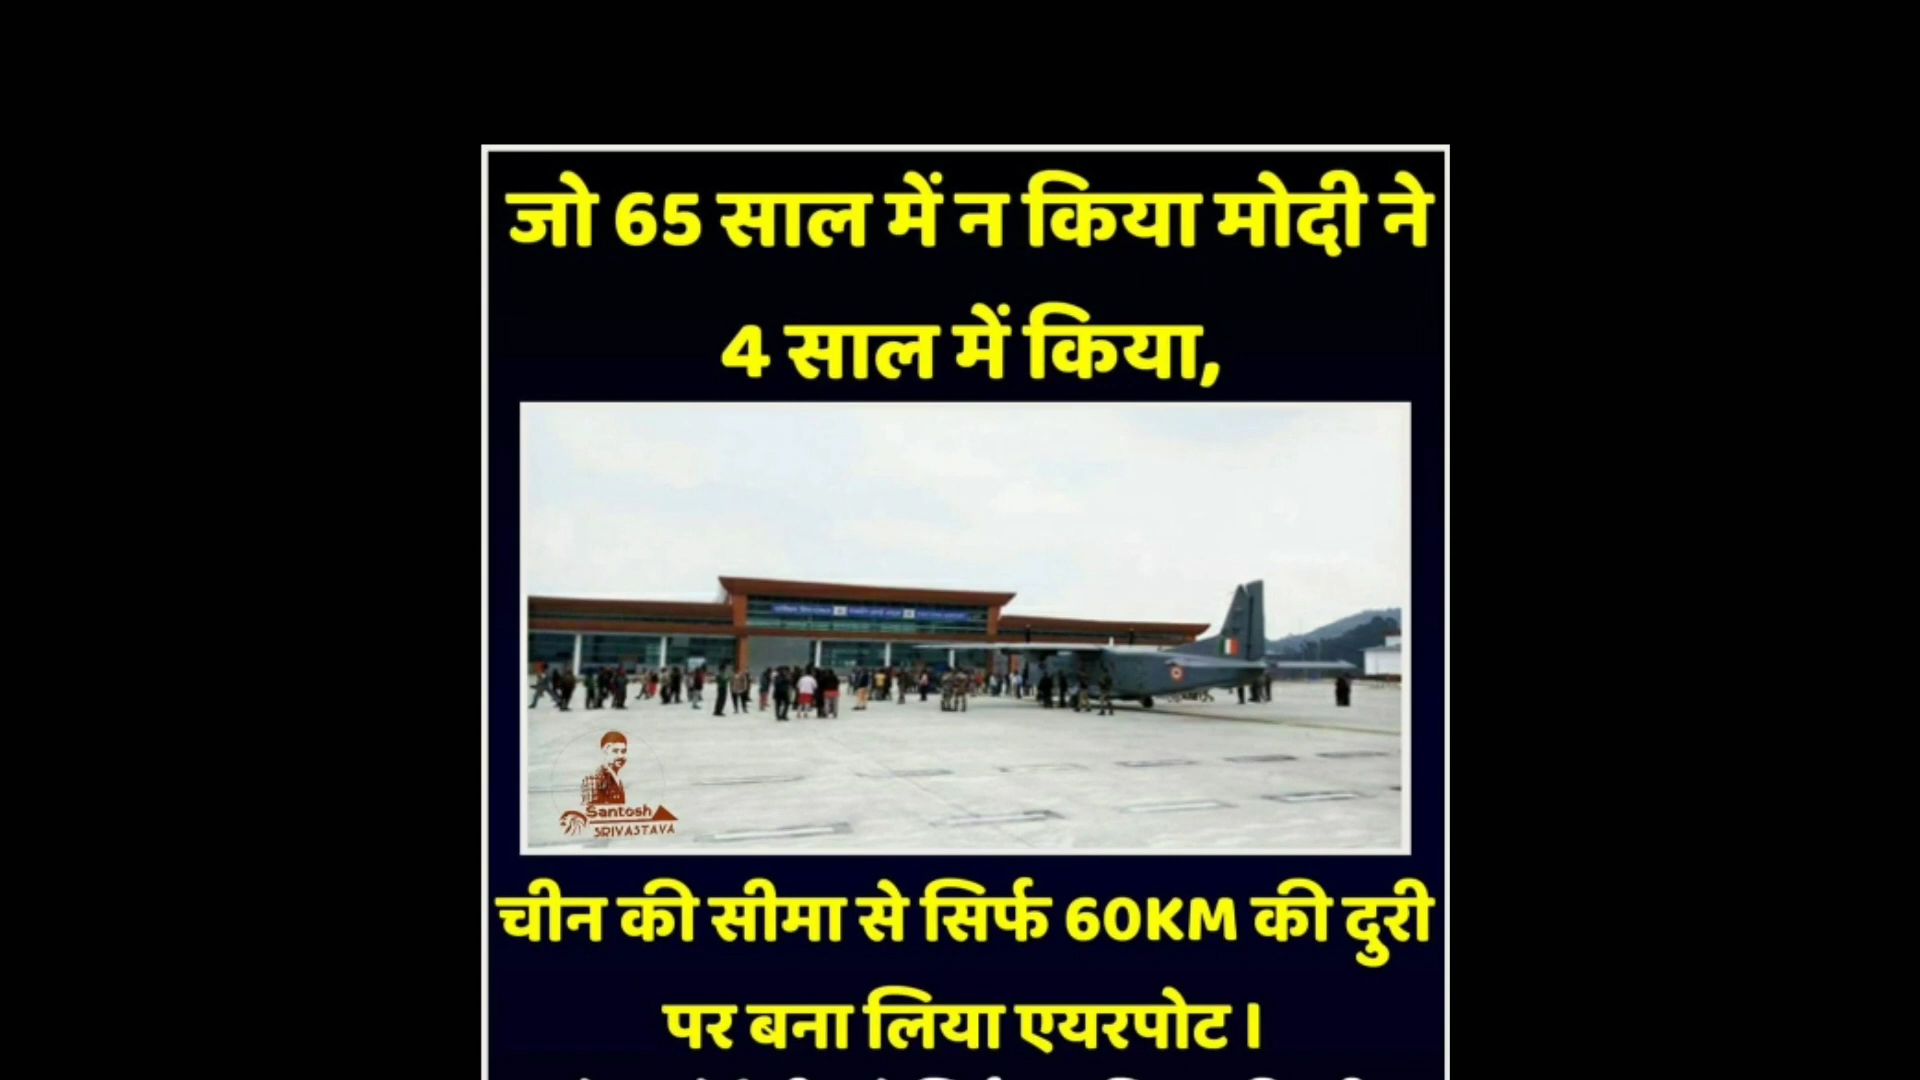 जो 65 साल में न किया मोदी ने
4 साल में किया,
Santosh
SRIVASTAVA
चीन की सीमा से सिर्फ 60KM की दुरी
पर बना लिया एयरपोट।